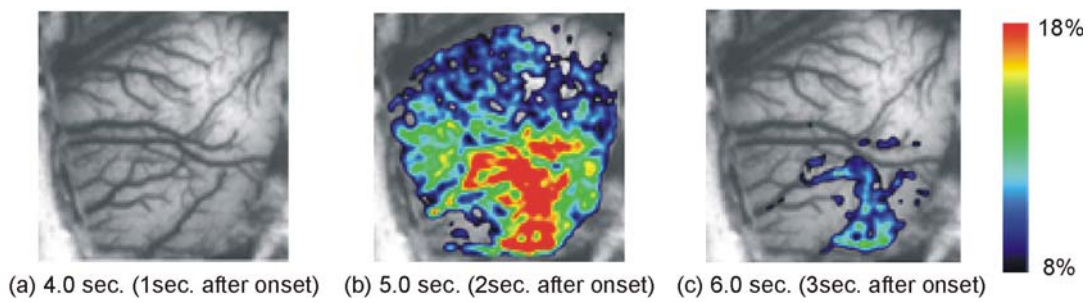 18%
8%
(a) 4.0 sec. (1sec. after onset)
(b) 5.0 sec. (2sec. after onset)
(c) 6.0 sec. (3sec. after onset)